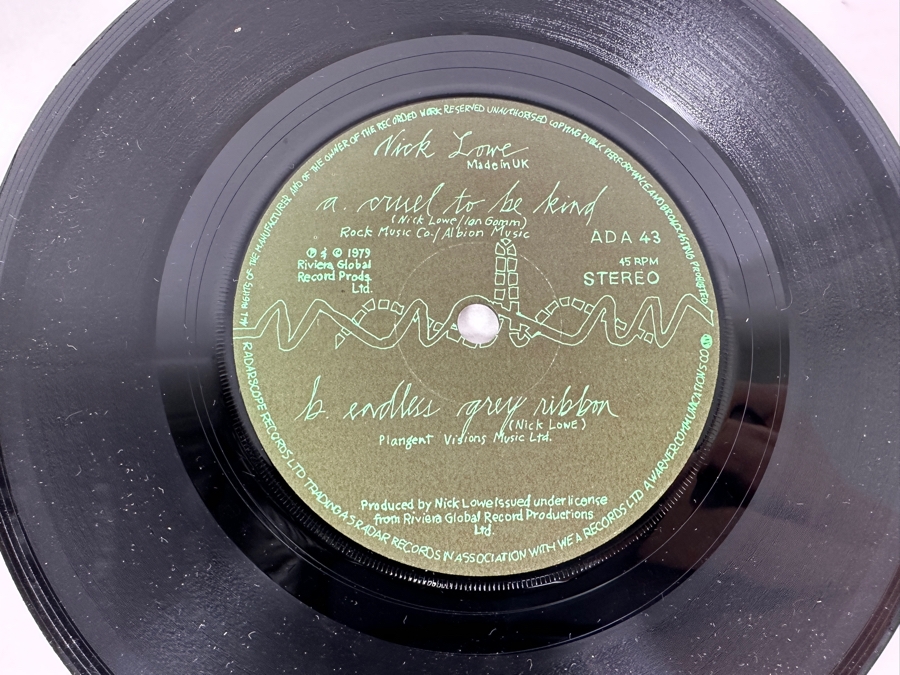 ALL RIGHTS OF THE MANUFACTURER AND OF THE OWNER OF THE RECORDED WORK RESERVED UNAUTHORISED COPYING PUBLIC PERFORMANCE AND BROADCASTING PROHIBITED
Nick Lowe
Made in UK
a cruel to be kind
(Nick Lowe/Ian Gomm)
Rock Music Co./Albion Music
ADA 43
℗ & © 1979
Riviera Global
Record Prods
Ltd.
45 RPM
STEREO
b. endless grey ribbon
(Nick Lowe)
Plangent Visions Music Ltd.
Produced by Nick Lowe Issued under license
from Riviera Global Record Productions
Ltd.
RADARSCOPE RECORDS LTD TRADING AS RADAR RECORDS IN ASSOCIATION WITH WEA RECORDS LTD A WARNER COMMUNICATIONS CO